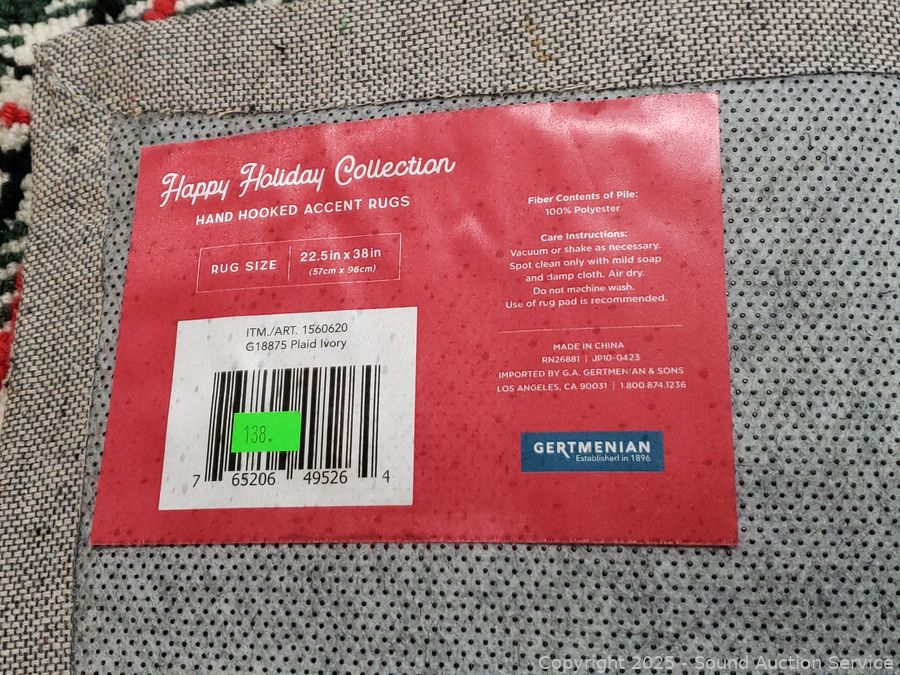 Happy Holiday Collection
HAND HOOKED ACCENT RUGS
RUG SIZE
22.5in x 38in
(57cm x 96cm)
ITM./ART. 1560620
G18875 Plaid Ivory
138.
7 65206 49526 4
Fiber Contents of Pile:
100% Polyester
Care Instructions:
Vacuum or shake as necessary.
Spot clean only with mild soap
and damp cloth. Air dry.
Do not machine wash.
Use of rug pad is recommended.
MADE IN CHINA
RN26881 | JP10-0423
IMPORTED BY G.A. GERTMENIAN & SONS
LOS ANGELES, CA 90031 | 1.800.874.1236
GERTMENIAN
Established in 1896
Copyright 2025 - Sound Auction Service